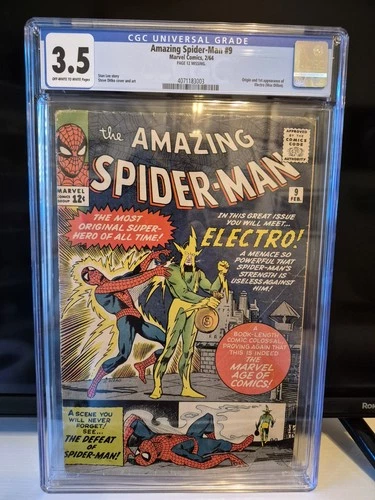 CGC UNIVERSAL GRADE
3.5
OFF-WHITE TO WHITE Pages
Amazing Spider-Man #9
Marvel Comics, 2/64
PAGE 12 MISSING.
Stan Lee story
Steve Ditko cover and art
4071183003
Origin and 1st appearance of
Electro (Max Dillon)
MARVEL
COMICS
GROUP
12¢
the AMAZING
SPIDER-MAN
APPROVED
BY THE
COMICS
CODE
AUTHORITY
9
FEB.
THE MOST
ORIGINAL SUPER-
HERO OF ALL TIME!
IN THIS GREAT ISSUE
YOU WILL MEET...
ELECTRO!
A MENACE SO
POWERFUL THAT
SPIDER-MAN'S
STRENGTH IS
USELESS AGAINST
HIM!
A
BOOK-LENGTH
COMIC COLOSSAL
PROVING AGAIN THAT
THIS IS INDEED
THE
MARVEL
AGE OF
COMICS!
A SCENE YOU
WILL NEVER
FORGET!
SEE...
THE DEFEAT
OF
SPIDER-MAN!